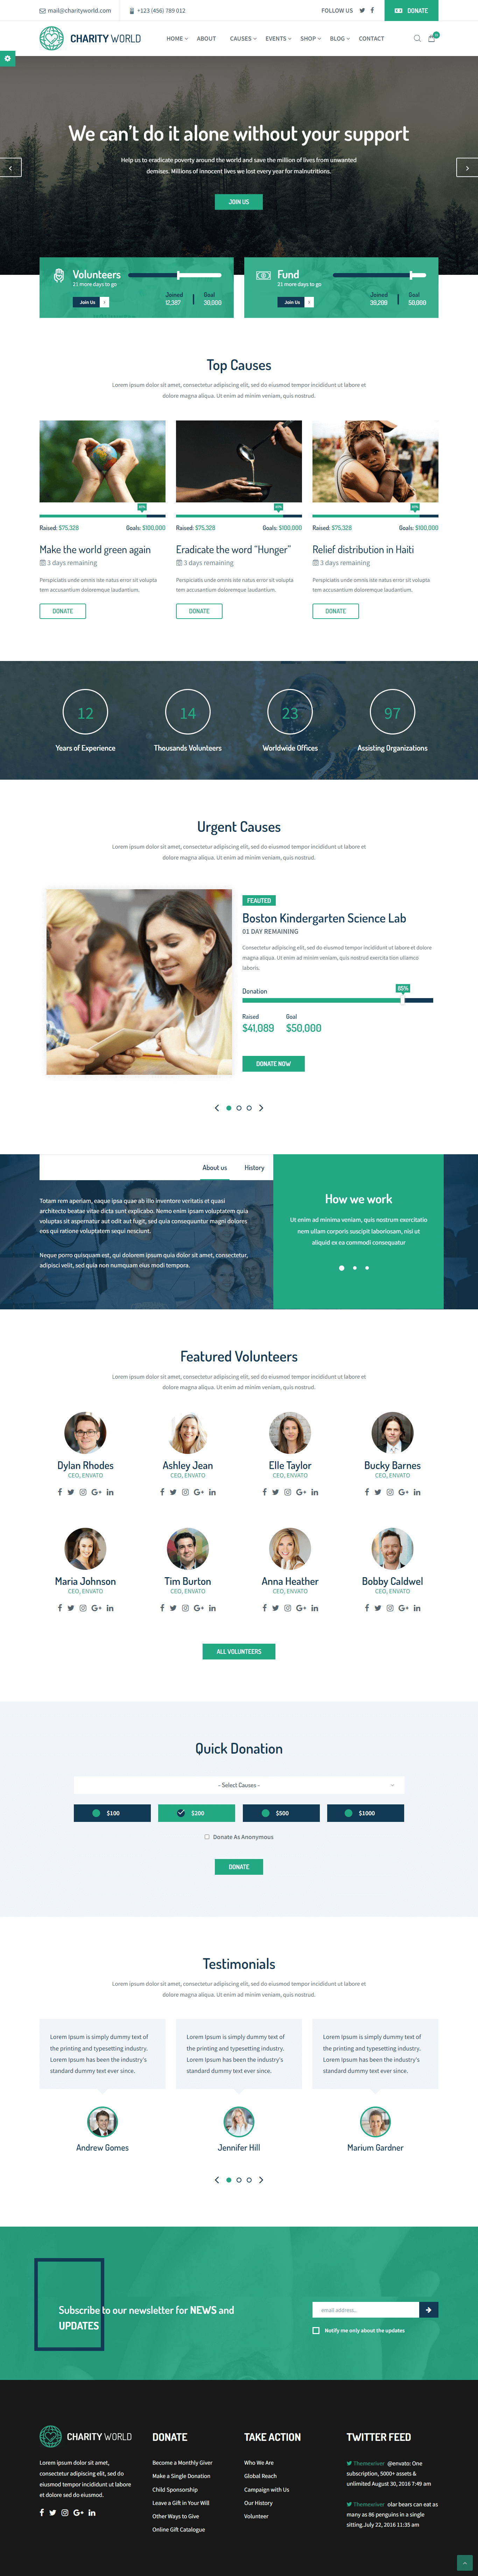 mail@charityworld.com
+123 (456) 789 012
FOLLOW US
DONATE
CHARITY WORLD
HOME
ABOUT
CAUSES
EVENTS
SHOP
BLOG
CONTACT
We can't do it alone without your support
Help us to eradicate poverty around the world and save the million of lives from unwanted
demises. Millions of innocent lives we lost every year for malnutritions.
JOIN US
Volunteers
21 more days to go
Join Us
Joined
12,387
Goal
30,000
Fund
21 more days to go
Join Us
Joined
39,209
Goal
50,000
Top Causes
Lorem ipsum dolor sit amet, consectetur adipiscing elit, sed do eiusmod tempor incididunt ut labore et
dolore magna aliqua. Ut enim ad minim veniam, quis nostrud.
Raised: $75,328
Goals: $100,000
Make the world green again
3 days remaining
Perspiciatis unde omnis iste natus error sit volupta
tem accusantium doloremque laudantium.
DONATE
Raised: $75,328
Goals: $100,000
Eradicate the word "Hunger"
3 days remaining
Perspiciatis unde omnis iste natus error sit volupta
tem accusantium doloremque laudantium.
DONATE
Raised: $75,328
Goals: $100,000
Relief distribution in Haiti
3 days remaining
Perspiciatis unde omnis iste natus error sit volupta
tem accusantium doloremque laudantium.
DONATE
12
Years of Experience
14
Thousands Volunteers
23
Worldwide Offices
97
Assisting Organizations
Urgent Causes
Lorem ipsum dolor sit amet, consectetur adipiscing elit, sed do eiusmod tempor incididunt ut labore et
dolore magna aliqua. Ut enim ad minim veniam, quis nostrud.
FEAUTED
Boston Kindergarten Science Lab
01 DAY REMAINING
Consectetur adipiscing elit, sed do eiusmod tempor incididunt ut labore et dolore
magna aliqua. Ut enim ad minim veniam, quis nostrud exercita tion ullamco
laboris.
Donation
85%
Raised
$41,089
Goal
$50,000
DONATE NOW
About us
History
Totam rem aperiam, eaque ipsa quae ab illo inventore veritatis et quasi
architecto beatae vitae dicta sunt explicabo. Nemo enim ipsam voluptatem quia
voluptas sit aspernatur aut odit aut fugit, sed quia consequuntur magni dolores
eos qui ratione voluptatem sequi nesciunt.
Neque porro quisquam est, qui dolorem ipsum quia dolor sit amet, consectetur,
adipisci velit, sed quia non numquam eius modi tempora.
How we work
Ut enim ad minima veniam, quis nostrum exercitatio
nem ullam corporis suscipit laboriosam, nisi ut
aliquid ex ea commodi consequatur
Featured Volunteers
Lorem ipsum dolor sit amet, consectetur adipiscing elit, sed do eiusmod tempor incididunt ut labore et
dolore magna aliqua. Ut enim ad minim veniam, quis nostrud.
Dylan Rhodes
CEO, ENVATO
Ashley Jean
CEO, ENVATO
Elle Taylor
CEO, ENVATO
Bucky Barnes
CEO, ENVATO
Maria Johnson
CEO, ENVATO
Tim Burton
CEO, ENVATO
Anna Heather
CEO, ENVATO
Bobby Caldwel
CEO, ENVATO
ALL VOLUNTEERS
Quick Donation
- Select Causes -
$100
$200
$500
$1000
Donate As Anonymous
DONATE
Testimonials
Lorem ipsum dolor sit amet, consectetur adipiscing elit, sed do eiusmod tempor incididunt ut labore et
dolore magna aliqua. Ut enim ad minim veniam, quis nostrud.
Lorem Ipsum is simply dummy text of
the printing and typesetting industry.
Lorem Ipsum has been the industry's
standard dummy text ever since.
Andrew Gomes
Lorem Ipsum is simply dummy text of
the printing and typesetting industry.
Lorem Ipsum has been the industry's
standard dummy text ever since.
Jennifer Hill
Lorem Ipsum is simply dummy text of
the printing and typesetting industry.
Lorem Ipsum has been the industry's
standard dummy text ever since.
Marium Gardner
Subscribe to our newsletter for NEWS and
UPDATES
email address..
Notify me only about the updates
CHARITY WORLD
Lorem ipsum dolor sit amet,
consectetur adipiscing elit, sed do
eiusmod tempor incididunt ut labore et
dolore sed do eiusmod.
DONATE
Become a Monthly Giver
Make a Single Donation
Child Sponsorship
Leave a Gift in Your Will
Other Ways to Give
Online Gift Catalogue
TAKE ACTION
Who We Are
Global Reach
Campaign with Us
Our History
Volunteer
TWITTER FEED
Themewiver @envato: One
subscription, 5000+ assets &
unlimited August 30, 2016 7:49 am
Themewiver olar bears can eat as
many as 86 penguins in a single
sitting.July 22, 2016 11:35 am